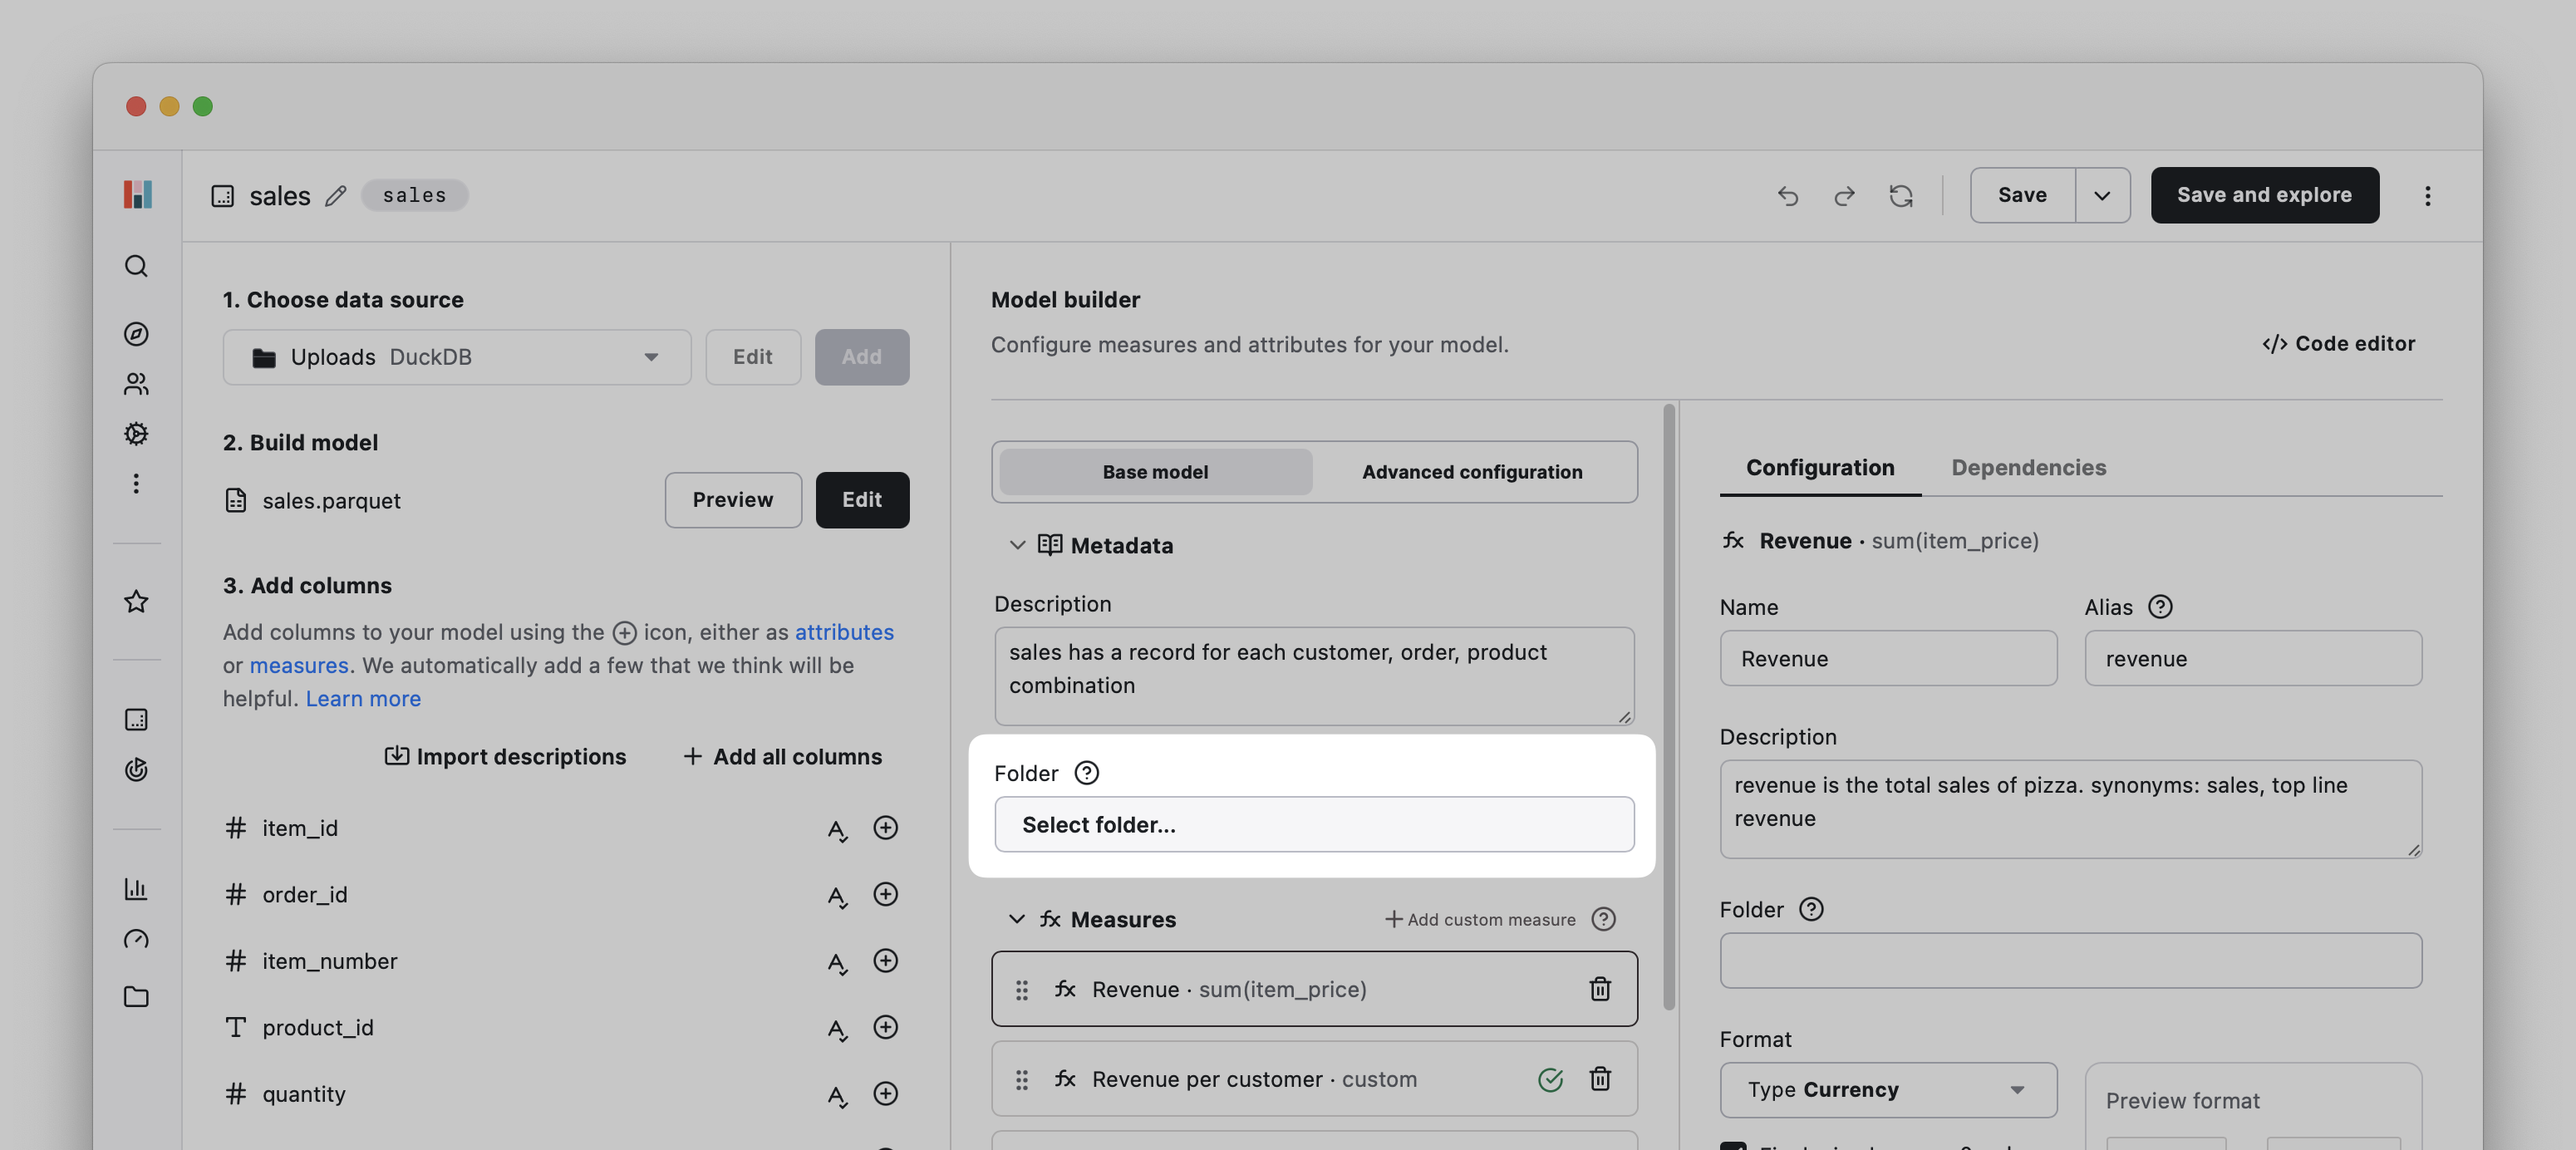 sales
sales
Save
Save and explore
1. Choose data source
Uploads DuckDB
Edit
Add
2. Build model
sales.parquet
Preview
Edit
3. Add columns
Add columns to your model using the icon, either as attributes
or measures. We automatically add a few that we think will be
helpful. Learn more
Import descriptions
+ Add all columns
# item_id
# order_id
# item_number
T product_id
# quantity
Model builder
Configure measures and attributes for your model.
</> Code editor
Base model
Advanced configuration
Metadata
Description
sales has a record for each customer, order, product
combination
Folder ?
Select folder...
fx Measures
+ Add custom measure ?
fx Revenue · sum(item_price)
fx Revenue per customer · custom
Configuration
Dependencies
fx Revenue · sum(item_price)
Name
Alias ?
Revenue
revenue
Description
revenue is the total sales of pizza. synonyms: sales, top line
revenue
Folder ?
Format
Type Currency
Preview format